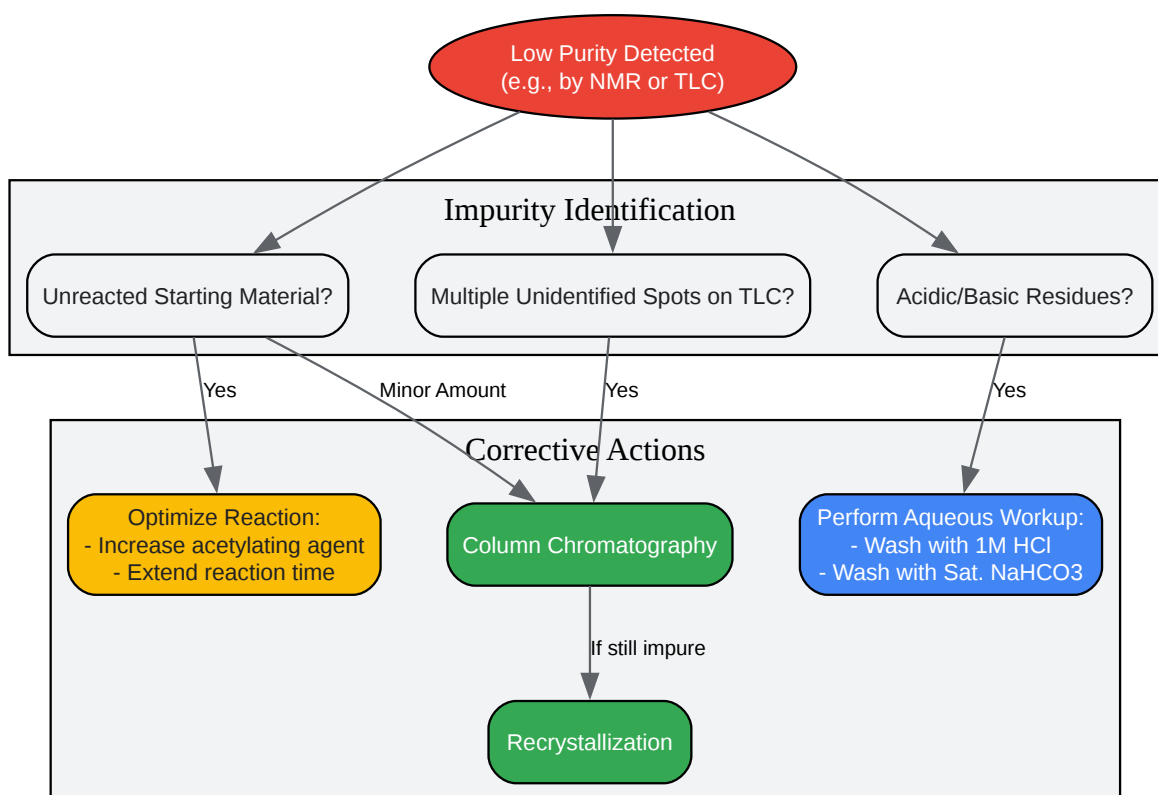 Low Purity Detected
(e.g., by NMR or TLC)
Impurity Identification
Unreacted Starting Material?
Multiple Unidentified Spots on TLC?
Acidic/Basic Residues?
Yes
Minor Amount
Yes
Yes
Corrective Actions
Optimize Reaction:
- Increase acetylating agent
- Extend reaction time
Column Chromatography
Perform Aqueous Workup:
- Wash with 1M HCl
- Wash with Sat. NaHCO3
If still impure
Recrystallization